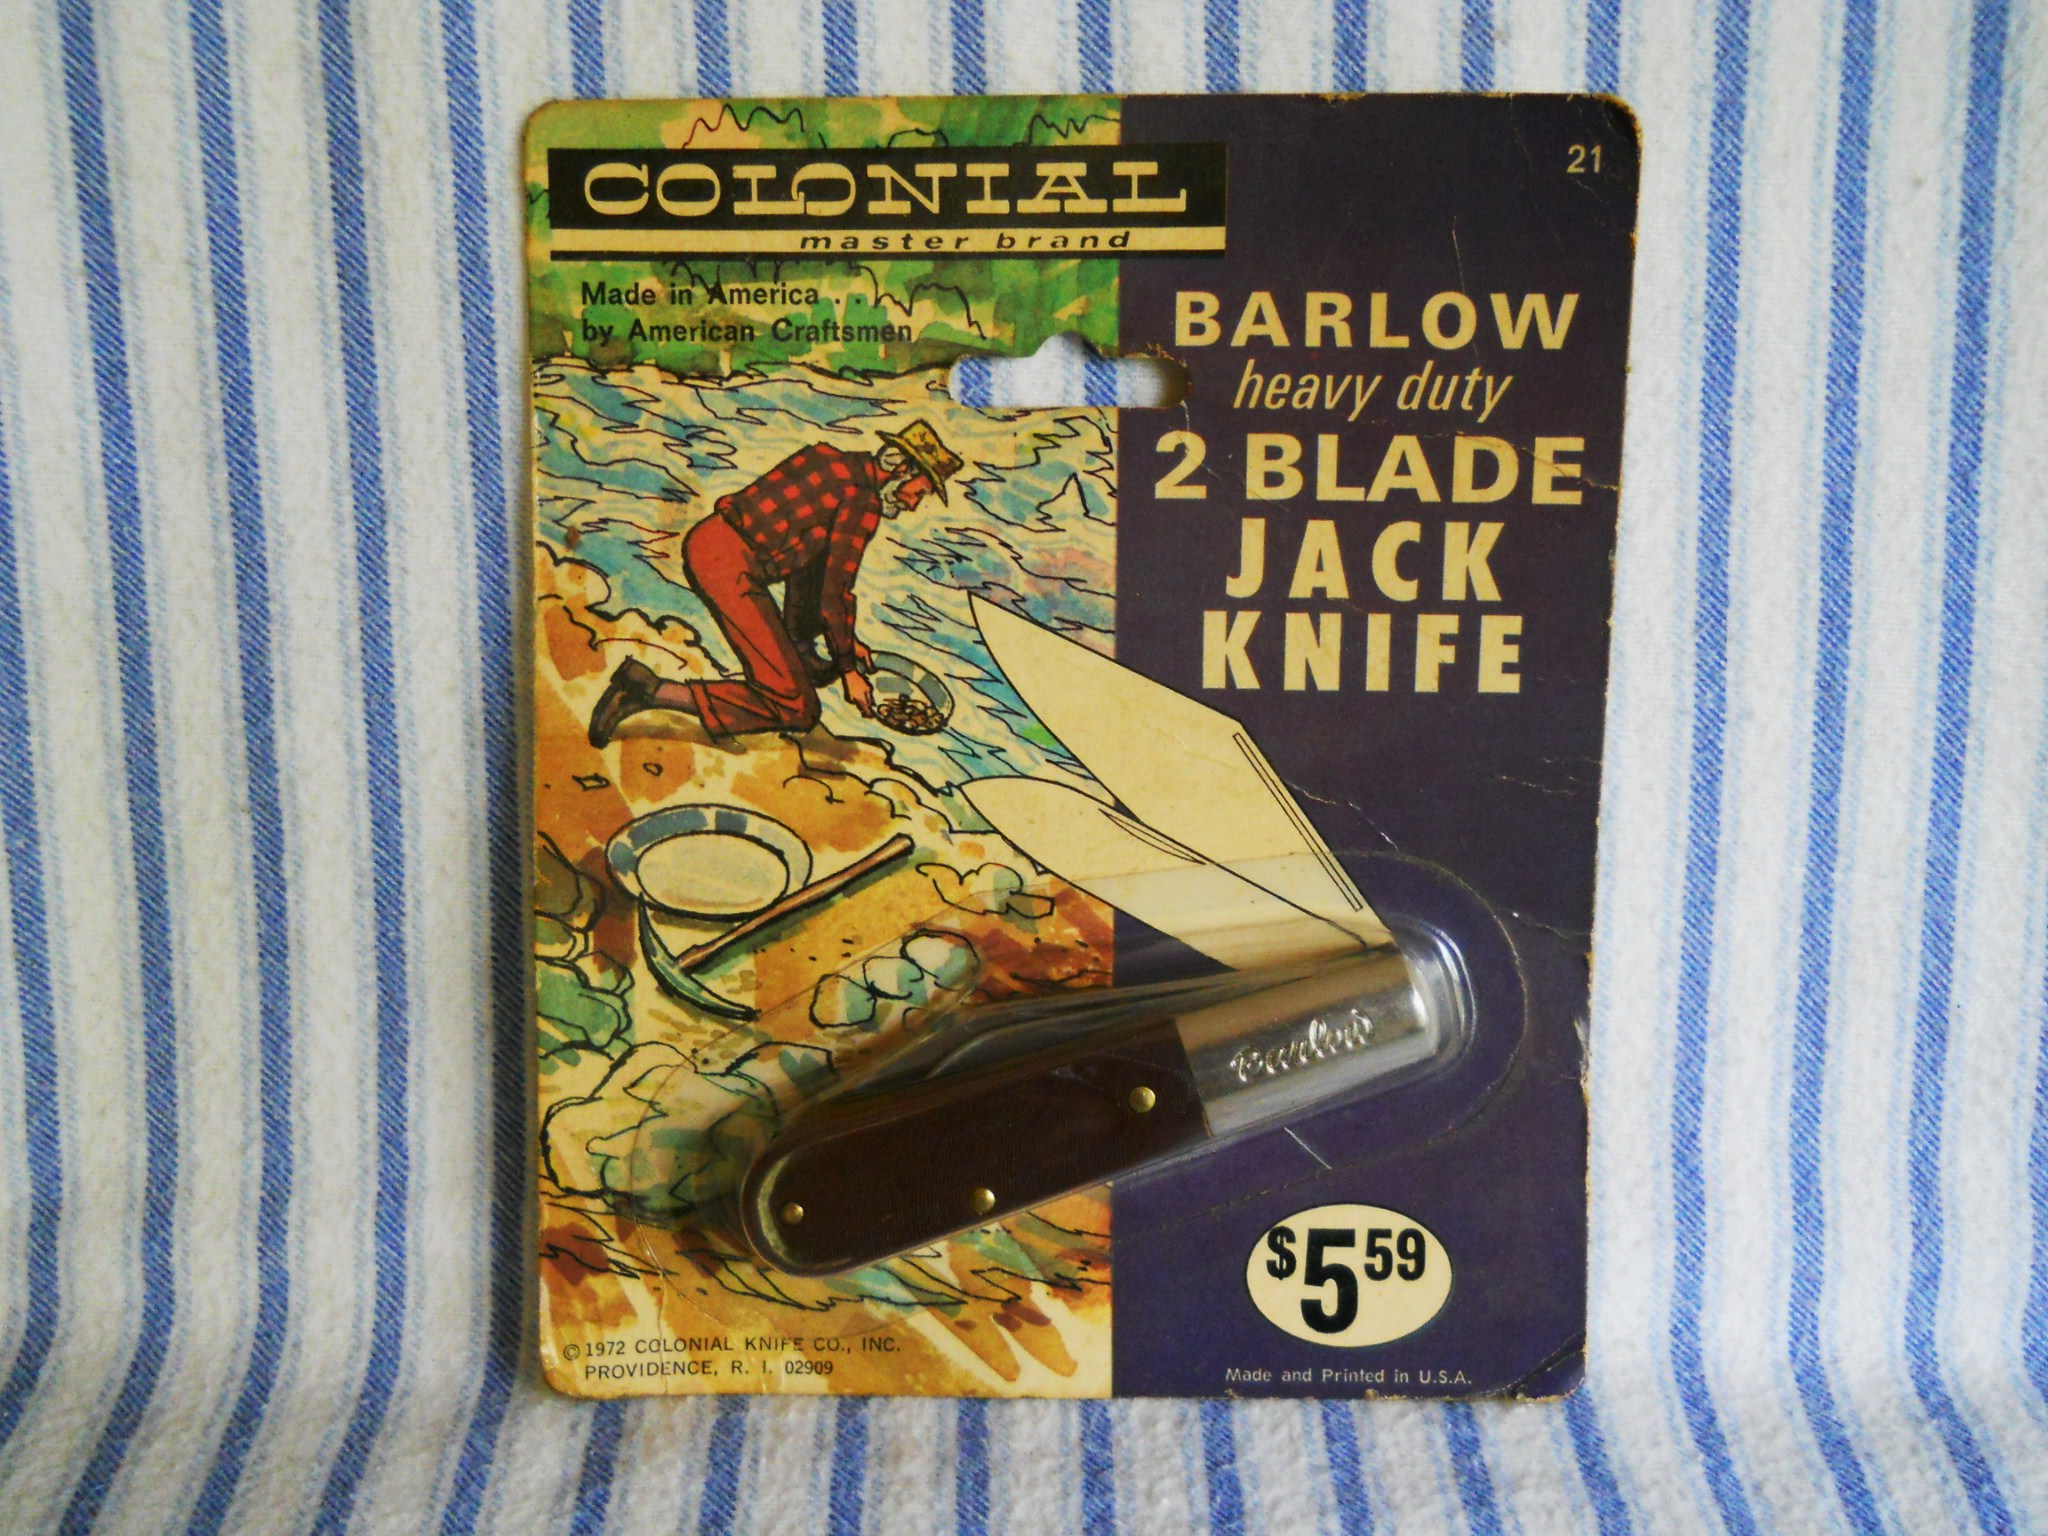 COLONIAL
master brand
Made in America . .
by American Craftsmen
21
BARLOW
heavy duty
2 BLADE
JACK
KNIFE
Barlow
$5 59
© 1972 COLONIAL KNIFE CO., INC.
PROVIDENCE, R. I. 02909
Made and Printed in U.S.A.